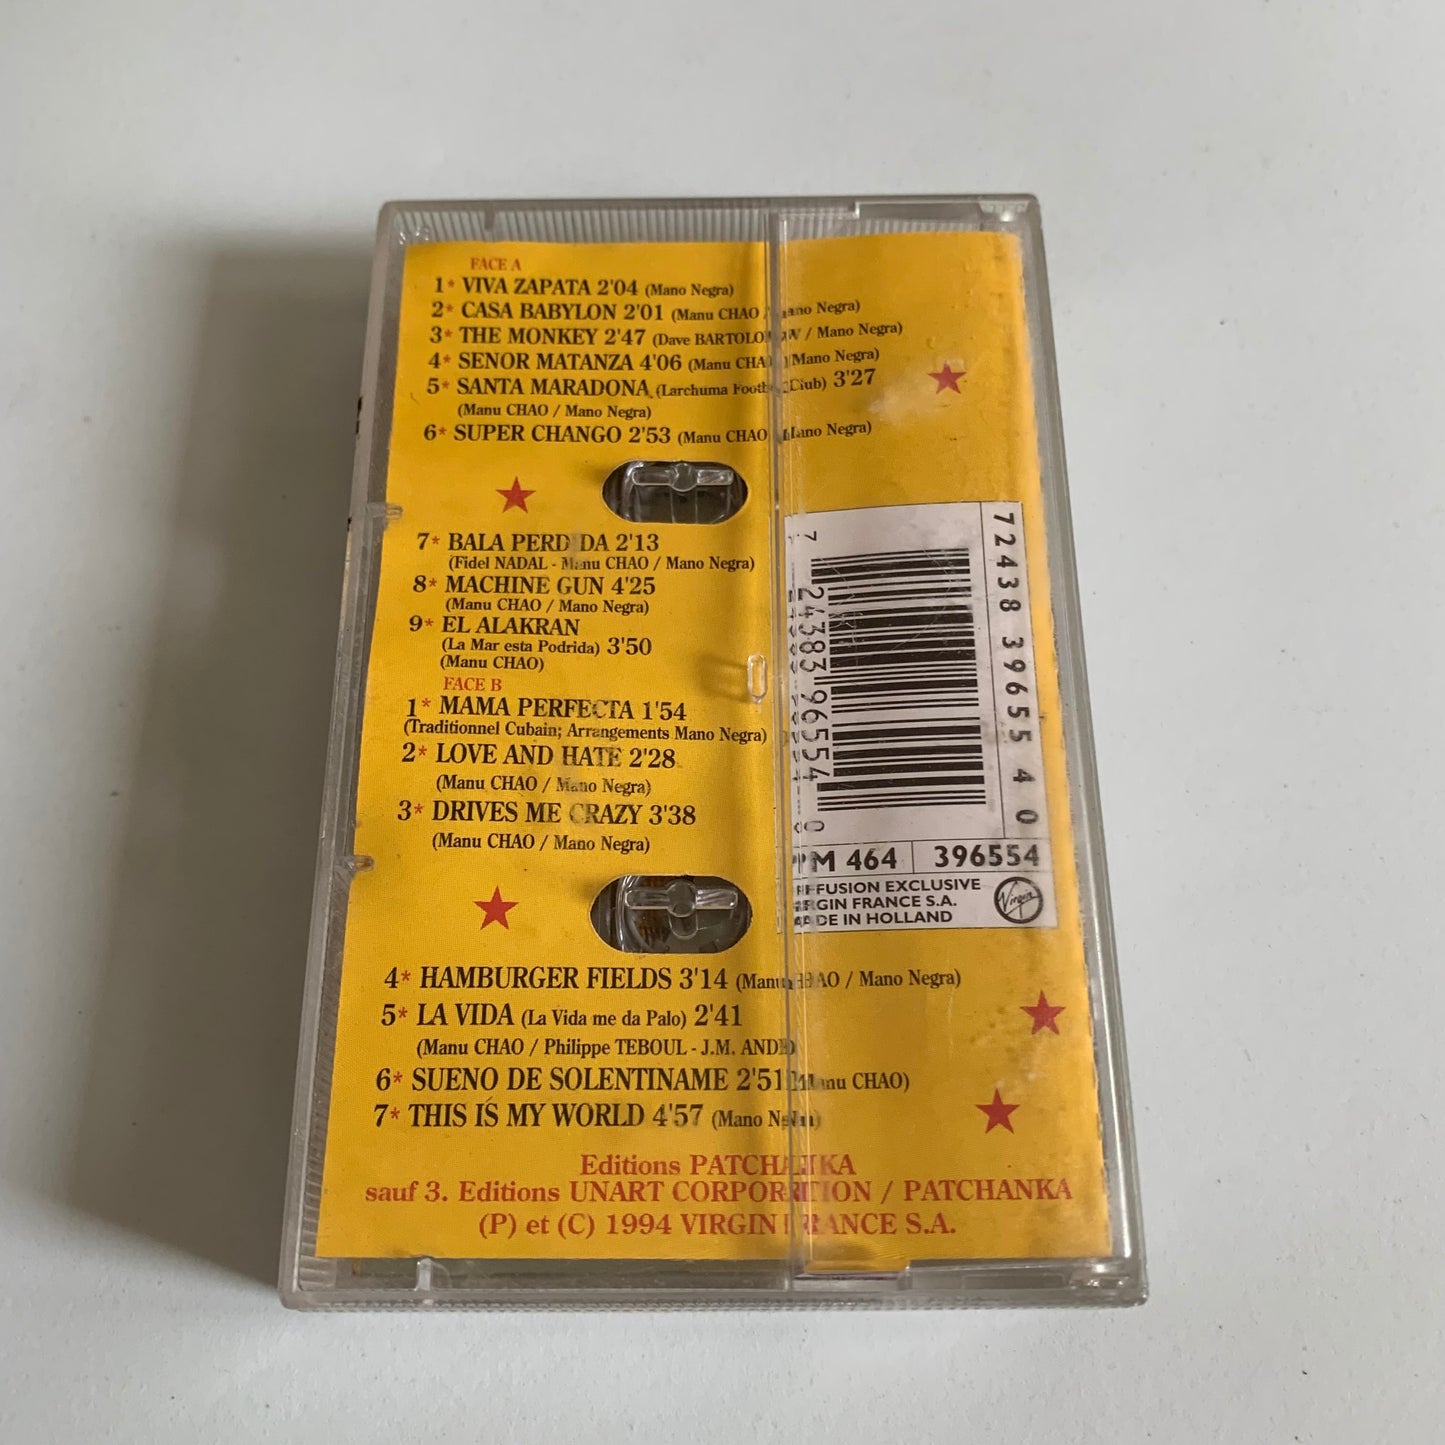 FACE A
1* VIVA ZAPATA 2'04 (Mano Negra)
2* CASA BABYLON 2'01 (Manu CHAO / Mano Negra)
3* THE MONKEY 2'47 (Dave / Mano Negra)
4* SENOR MATANZA 4'06 (Manu CHAO / Mano Negra)
5* SANTA MARADONA (Larchuma Football Club) 3'27
(Manu CHAO / Mano Negra)
6* SUPER CHANGO 2'53 (Manu CHAO / Mano Negra)
7* BALA PERDIDA 2'13
(Fidel NADAL - Manu CHAO / Mano Negra)
8* MACHINE GUN 4'25
(Manu CHAO / Mano Negra)
9* EL ALAKRAN
(La Mar esta Podrida) 3'50
(Manu CHAO)
FACE B
1* MAMA PERFECTA 1'54
(Traditionnel Cubain; Arrangements Mano Negra)
2* LOVE AND HATE 2'28
(Manu CHAO / Mano Negra)
3* DRIVES ME CRAZY 3'38
(Manu CHAO / Mano Negra)
4* HAMBURGER FIELDS 3'14 (Manu CHAO / Mano Negra)
5* LA VIDA (La Vida me da Palo) 2'41
(Manu CHAO / Philippe TEBOUL - J.M.
6* SUENO DE SOLENTINAME 2'51 (Manu CHAO)
7* THIS IS MY WORLD 4'57 (Mano
Editions PATCHANKA
sauf 3. Editions UNART CORPORATION / PATCHANKA
(P) et (C) 1994 VIRGIN FRANCE S.A.
72438 39655 4 0
7 24383 96554 0
PM 464 396554
DIFFUSION EXCLUSIVE
VIRGIN FRANCE S.A.
MADE IN HOLLAND
Virgin